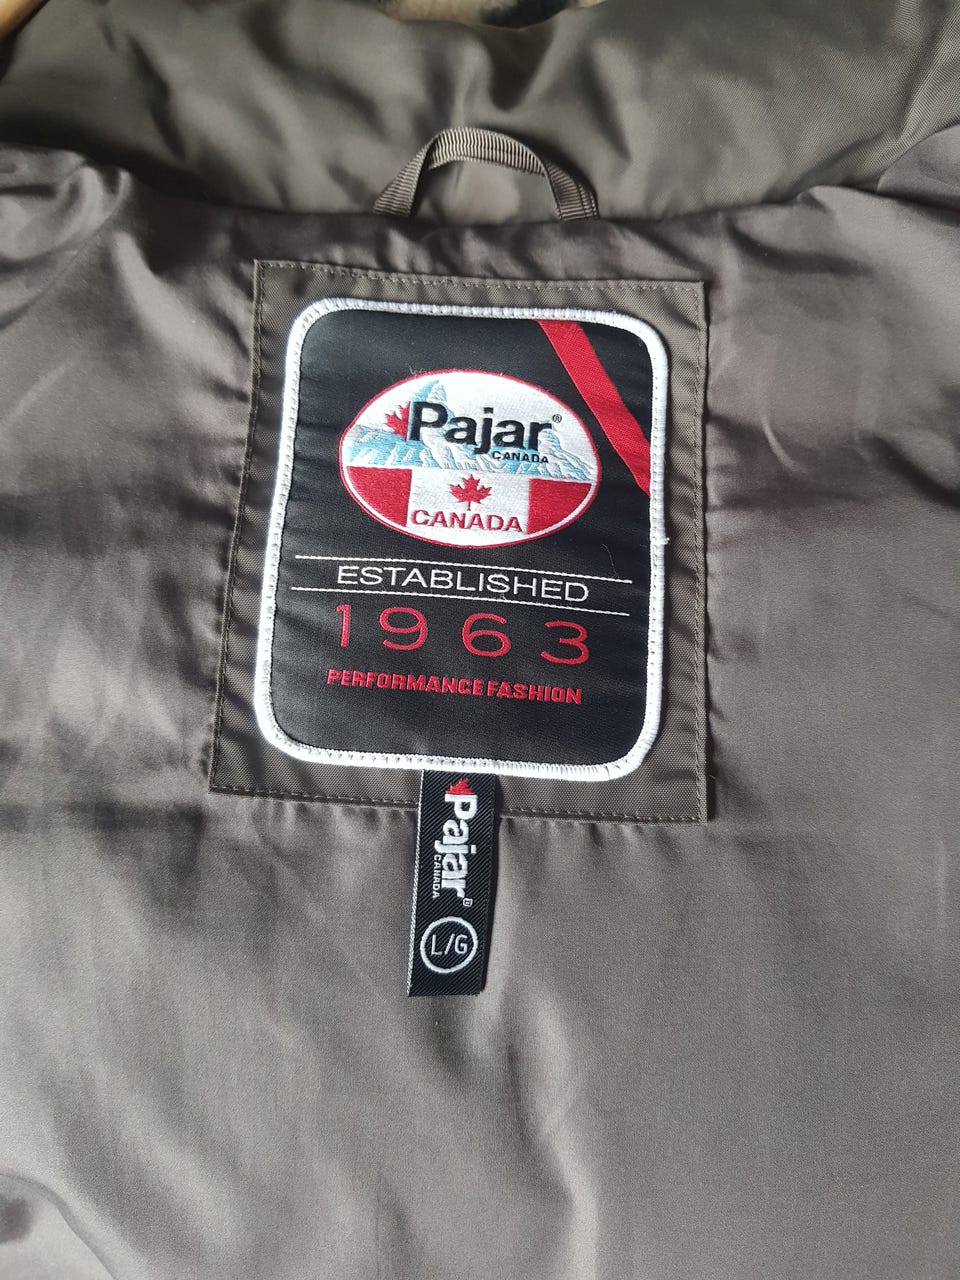 Pajar®
CANADA
CANADA
ESTABLISHED
1963
PERFORMANCE FASHION
Pajar®
CANADA
L/G